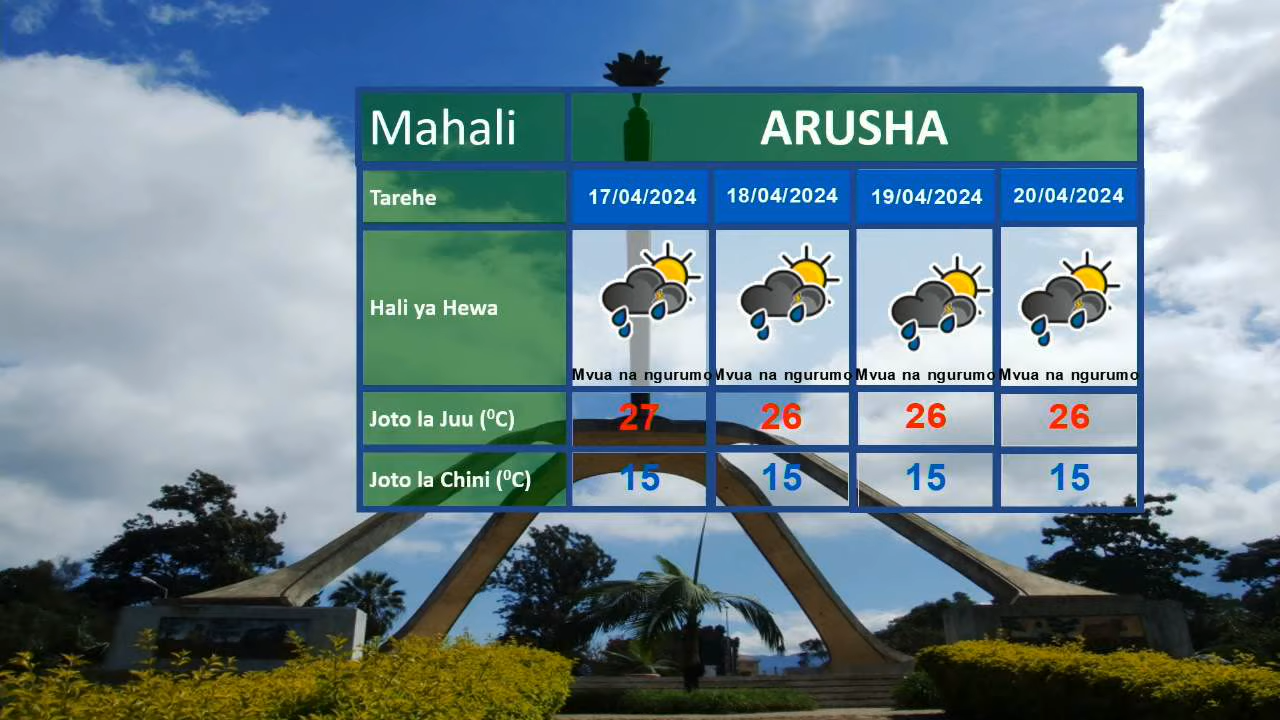 Mahali ARUSHA
Tarehe 17/04/2024 18/04/2024 19/04/2024 20/04/2024
Hali ya Hewa
Mvua na ngurumo Mvua na ngurumo Mvua na ngurumo Mvua na ngurumo
Joto la Juu (⁰C) 27 26 26 26
Joto la Chini (⁰C) 15 15 15 15